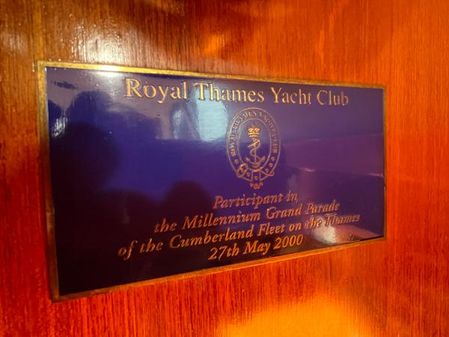 Royal Thames Yacht Club
Participant in
the Millennium Grand Parade
of the Cumberland Fleet on the Thames
27th May 2000